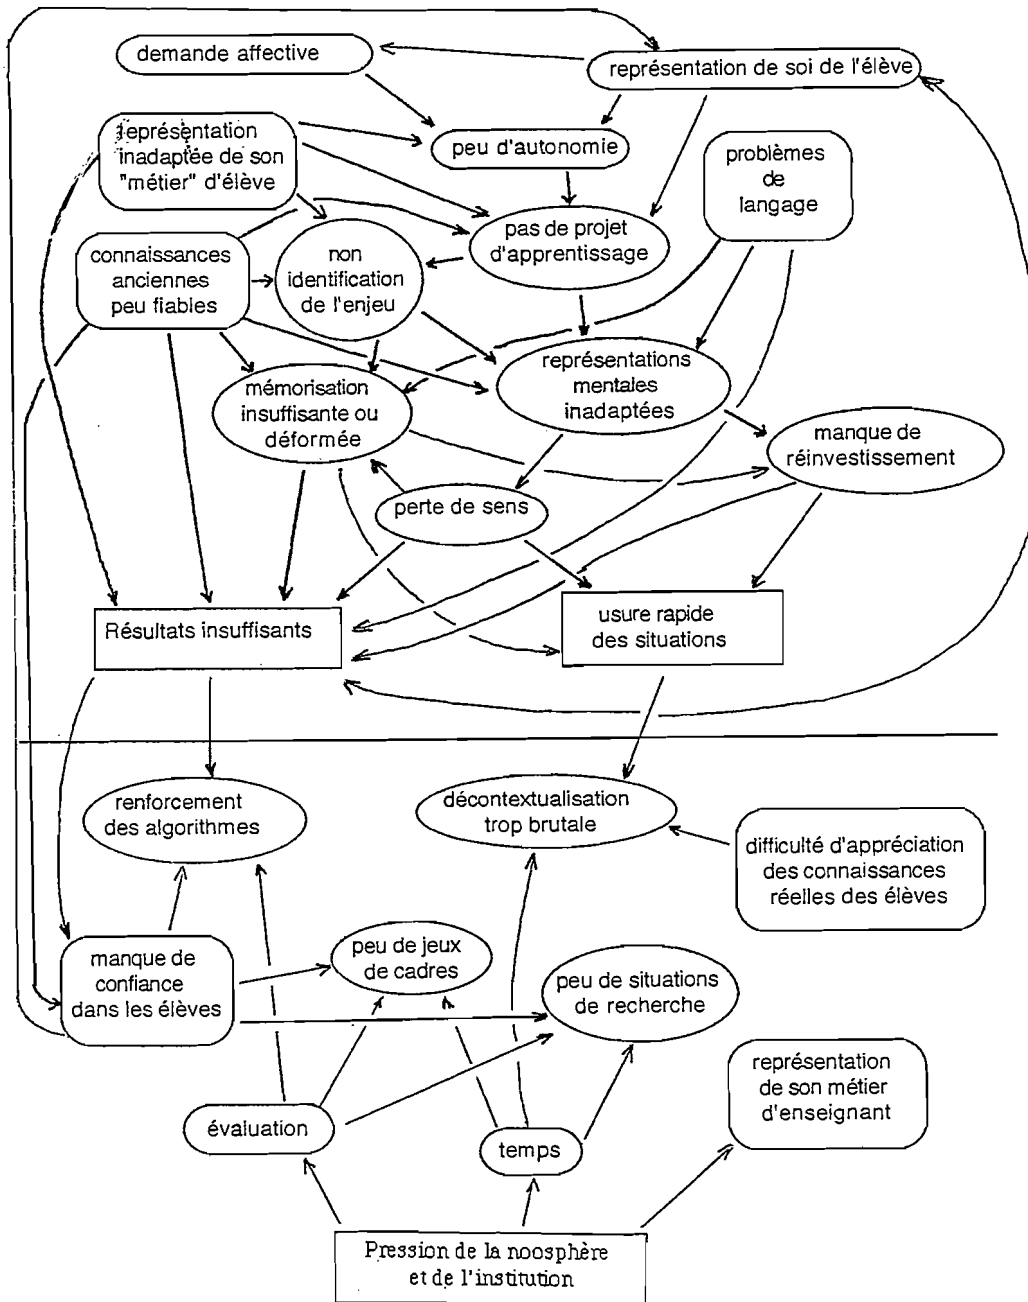 demande affective
représentation de soi de l'élève
représentation
inadaptée de son
"métier" d'élève
peu d'autonomie
problèmes
de
langage
connaissances
anciennes
peu fiables
non
identification
de l'enjeu
pas de projet
d'apprentissage
mémorisation
insuffisante ou
déformée
représentations
mentales
inadaptées
manque de
réinvestissement
perte de sens
Résultats insuffisants
usure rapide
des situations
renforcement
des algorithmes
décontextualisation
trop brutale
difficulté d'appréciation
des connaissances
réelles des élèves
manque de
confiance
dans les élèves
peu de jeux
de cadres
peu de situations
de recherche
représentation
de son métier
d'enseignant
évaluation
temps
Pression de la noosphère
et de l'institution